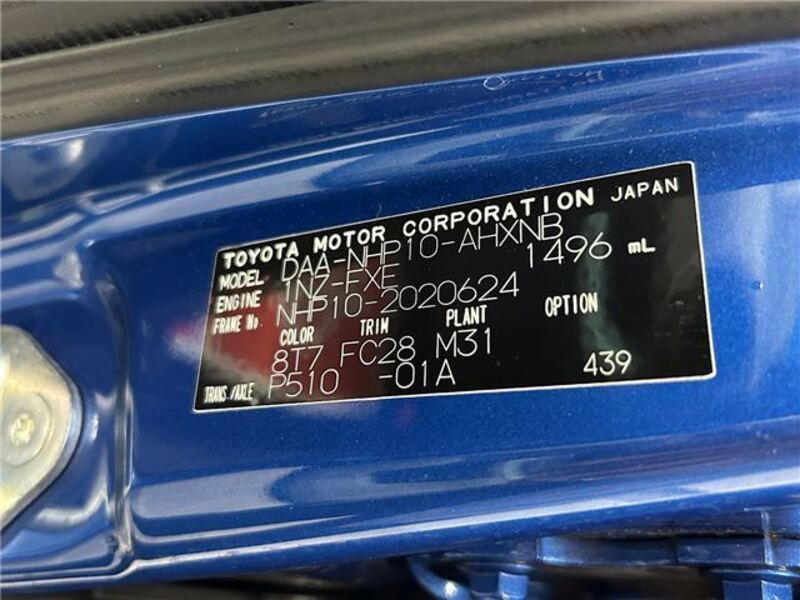 TOYOTA MOTOR CORPORATION JAPAN
MODEL DAA-NHP10-AHXNB
ENGINE 1NZ-FXE 1496 mL
FRAME No. NHP10-2020624
COLOR TRIM PLANT OPTION
8T7 FC28 M31
TRANS./AXLE P510 -01A 439